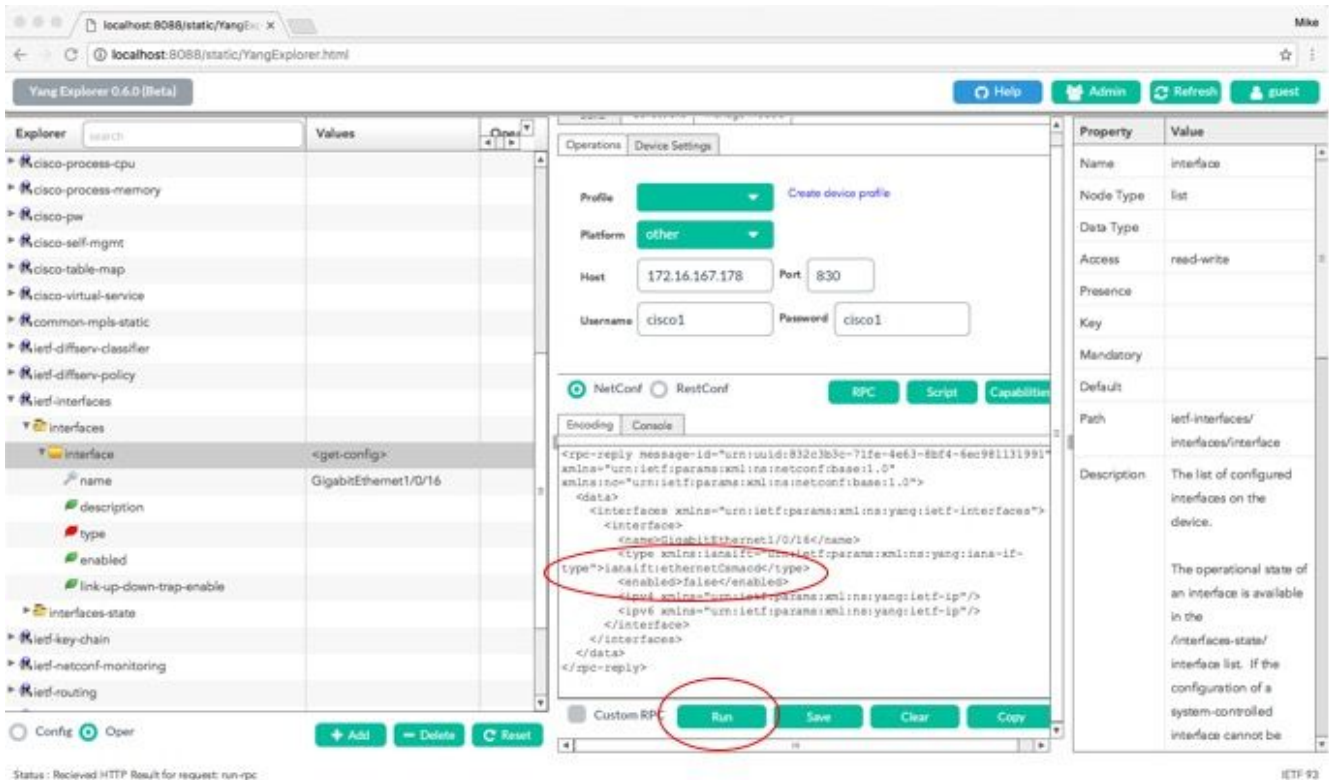 localhost:8088/static/YangEx
Mike
localhost:8088/static/YangExplorer.html
Yang Explorer 0.6.0 (Beta)
Help
Admin
Refresh
guest
Explorer
search
Values
Oper
cisco-process-cpu
cisco-process-memory
cisco-pw
cisco-self-mgmt
cisco-table-map
cisco-virtual-service
common-mpls-static
ietf-diffserv-classifier
ietf-diffserv-policy
ietf-interfaces
interfaces
interface <get-config>
name GigabitEthernet1/0/16
description
type
enabled
link-up-down-trap-enable
interfaces-state
ietf-key-chain
ietf-netconf-monitoring
ietf-routing
Config
Oper
Add
Delete
Reset
Operations
Device Settings
Profile
Create device profile
Platform other
Host 172.16.167.178 Port 830
Username cisco1 Password cisco1
NetConf
RestConf
RPC
Script
Capabilities
Encoding
Console
<rpc-reply message-id="urn:uuid:832c3b3c-71fe-4e63-8bf4-6ec981131991"
xmlns="urn:ietf:params:xml:ns:netconf:base:1.0"
xmlns:nc="urn:ietf:params:xml:ns:netconf:base:1.0">
<data>
<interfaces xmlns="urn:ietf:params:xml:ns:yang:ietf-interfaces">
<interface>
<name>GigabitEthernet1/0/16</name>
<type xmlns:ianaift="urn:ietf:params:xml:ns:yang:iana-if-
type">ianaift:ethernetCsmacd</type>
<enabled>false</enabled>
<ipv4 xmlns="urn:ietf:params:xml:ns:yang:ietf-ip"/>
<ipv6 xmlns="urn:ietf:params:xml:ns:yang:ietf-ip"/>
</interface>
</interfaces>
</data>
</rpc-reply>
Custom RPC
Run
Save
Clear
Copy
Property Value
Name interface
Node Type list
Data Type
Access read-write
Presence
Key
Mandatory
Default
Path ietf-interfaces/
interfaces/interface
Description The list of configured
interfaces on the
device.
The operational state of
an interface is available
in the
/interfaces-state/
interface list. If the
configuration of a
system-controlled
interface cannot be
Status : Recieved HTTP Result for request: run-rpc
IETF 93